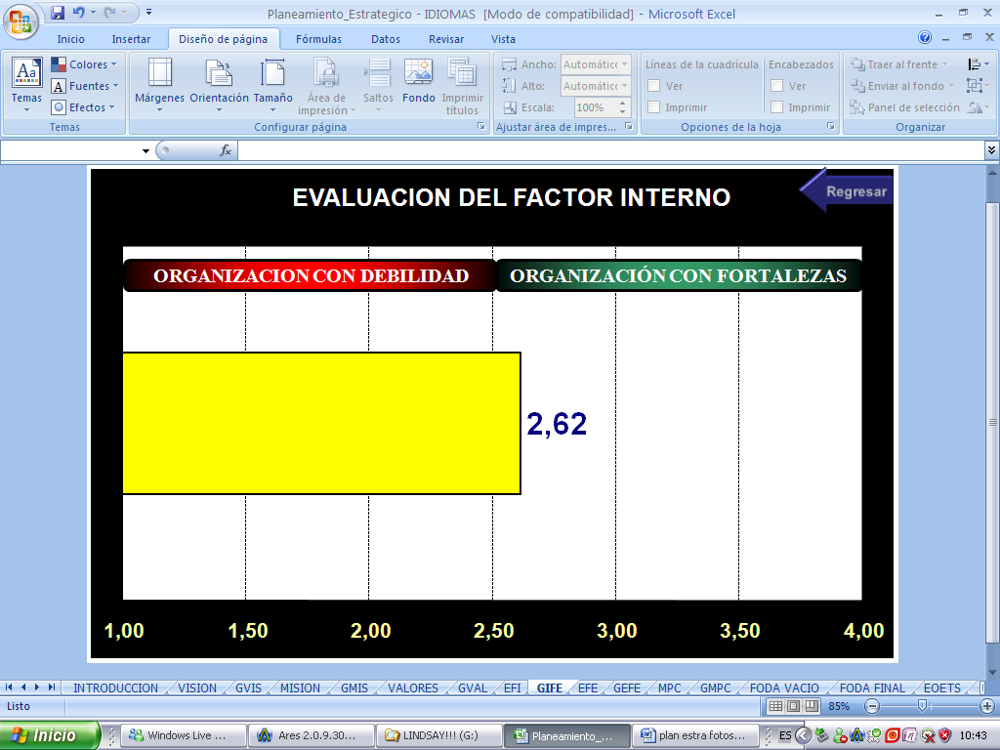 Planeamiento_Estrategico - IDIOMAS [Modo de compatibilidad] - Microsoft Excel
Inicio Insertar Diseño de página Fórmulas Datos Revisar Vista
Aa Temas
Colores
Fuentes
Efectos
Temas
Márgenes Orientación Tamaño Área de impresión Saltos Fondo Imprimir títulos
Configurar página
Ancho: Automático
Alto: Automático
Escala: 100%
Ajustar área de impres...
Líneas de la cuadrícula
Ver
Imprimir
Encabezados
Ver
Imprimir
Opciones de la hoja
Traer al frente
Enviar al fondo
Panel de selección
Organizar
fx
EVALUACION DEL FACTOR INTERNO
Regresar
ORGANIZACION CON DEBILIDAD ORGANIZACIÓN CON FORTALEZAS
2,62
1,00 1,50 2,00 2,50 3,00 3,50 4,00
INTRODUCCION VISION GVIS MISION GMIS VALORES GVAL EFI GIFE EFE GEFE MPC GMPC FODA VACIO FODA FINAL EOETS
Listo 85%
Inicio Windows Live ... Ares 2.0.9.30... LINDSAY!!! (G:) Planeamiento_... plan estra fotos... ES 10:43